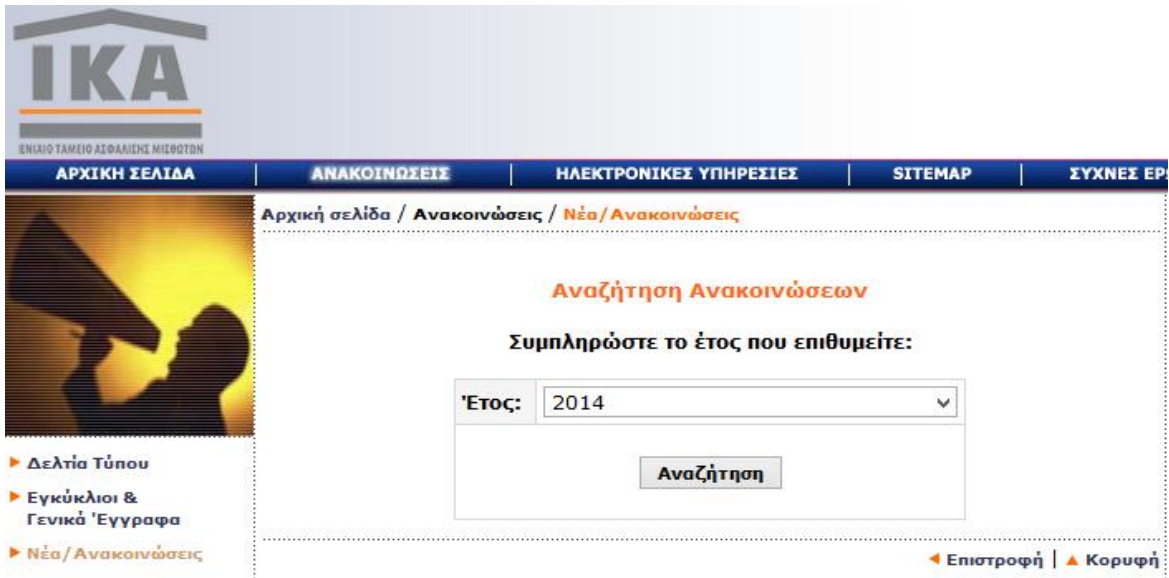 ΙΚΑ
ΕΝΙΑΙΟ ΤΑΜΕΙΟ ΑΣΦΑΛΙΣΗΣ ΜΙΣΘΩΤΩΝ
ΑΡΧΙΚΗ ΣΕΛΙΔΑ | ΑΝΑΚΟΙΝΩΣΕΙΣ | ΗΛΕΚΤΡΟΝΙΚΕΣ ΥΠΗΡΕΣΙΕΣ | SITEMAP | ΣΥΧΝΕΣ
Αρχική σελίδα / Ανακοινώσεις / Νέα/Ανακοινώσεις
Αναζήτηση Ανακοινώσεων
Συμπληρώστε το έτος που επιθυμείτε:
Έτος: 2014
Αναζήτηση
Δελτία Τύπου
Εγκύκλιοι &
Γενικά Έγγραφα
Νέα/Ανακοινώσεις
Επιστροφή | Κορυφή